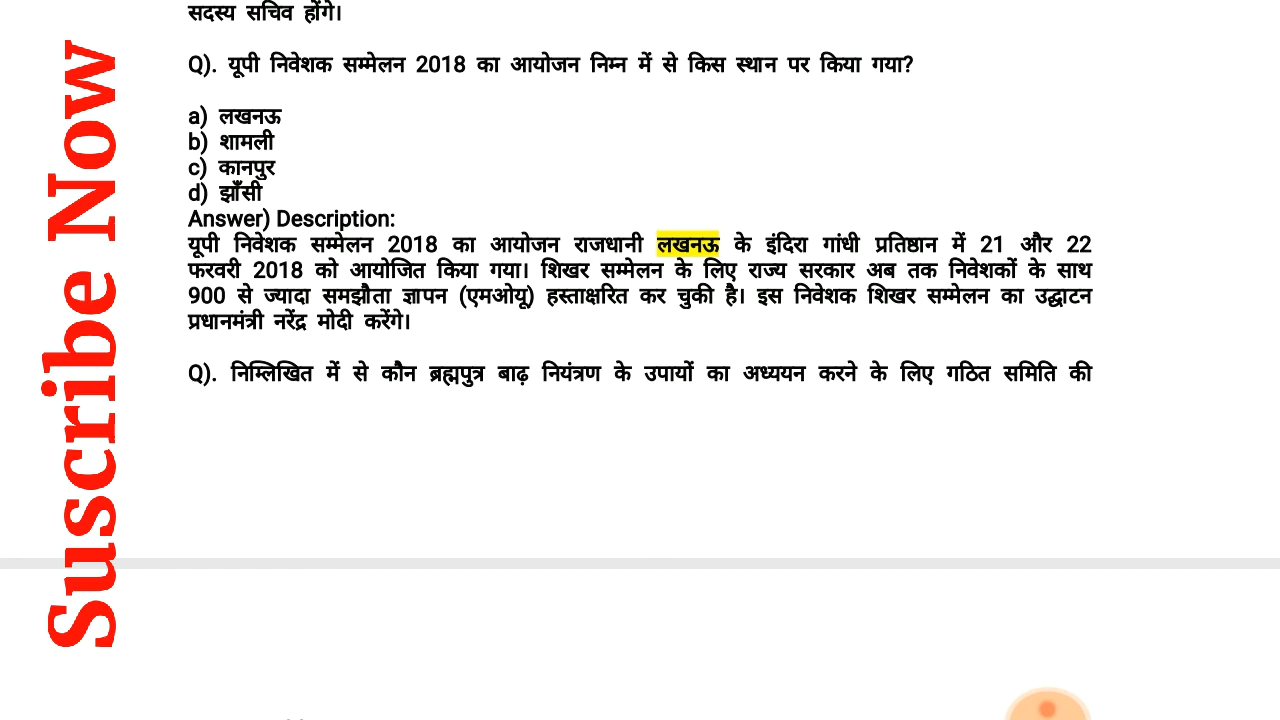 सदस्य सचिव होंगे।
Q). यूपी निवेशक सम्मेलन 2018 का आयोजन निम्न में से किस स्थान पर किया गया?
a) लखनऊ
b) शामली
c) कानपुर
d) झाँसी
Answer) Description:
यूपी निवेशक सम्मेलन 2018 का आयोजन राजधानी लखनऊ के इंदिरा गांधी प्रतिष्ठान में 21 और 22
फरवरी 2018 को आयोजित किया गया। शिखर सम्मेलन के लिए राज्य सरकार अब तक निवेशकों के साथ
900 से ज्यादा समझौता ज्ञापन (एमओयू) हस्ताक्षरित कर चुकी है। इस निवेशक शिखर सम्मेलन का उद्घाटन
प्रधानमंत्री नरेंद्र मोदी करेंगे।
Q). निम्लिखित में से कौन ब्रह्मपुत्र बाढ़ नियंत्रण के उपायों का अध्ययन करने के लिए गठित समिति की
Suscribe Now